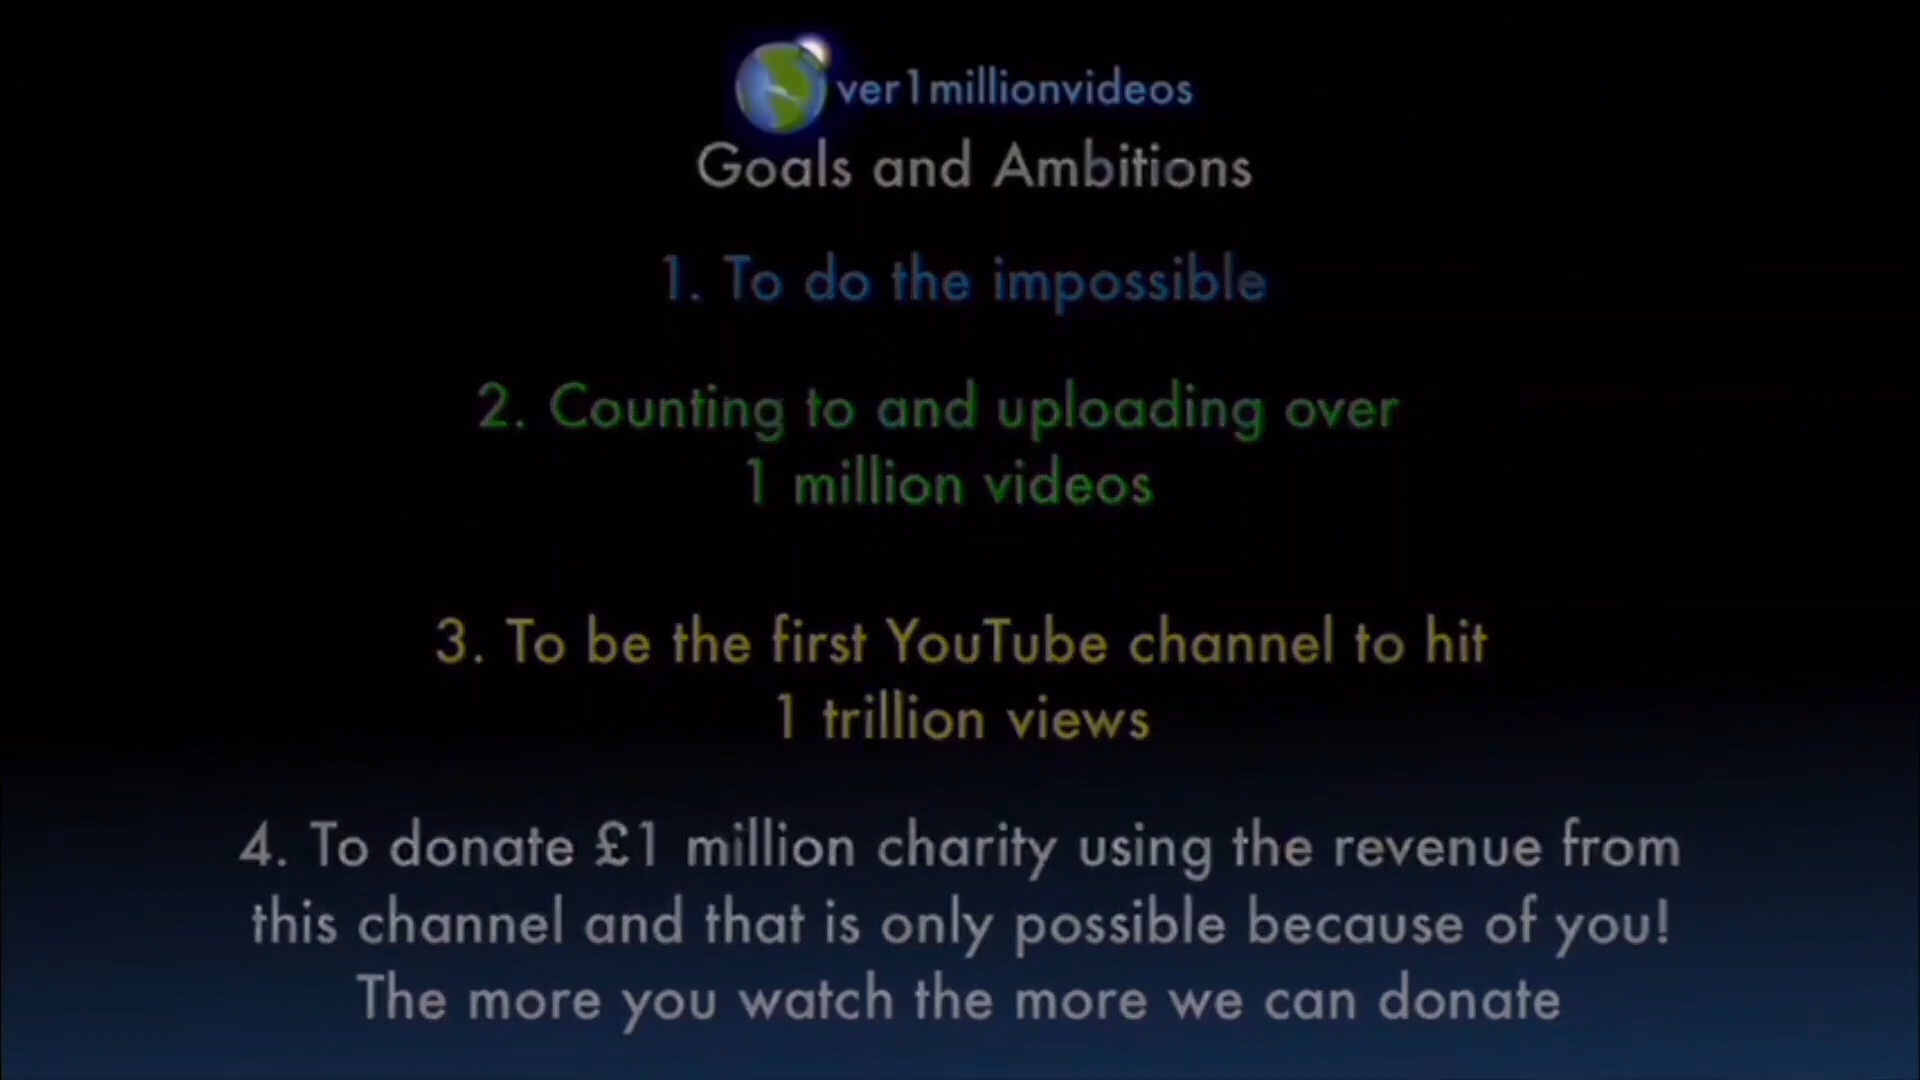 ver1millionvideos
Goals and Ambitions
1. To do the impossible
2. Counting to and uploading over
1 million videos
3. To be the first YouTube channel to hit
1 trillion views
4. To donate £1 million charity using the revenue from
this channel and that is only possible because of you!
The more you watch the more we can donate